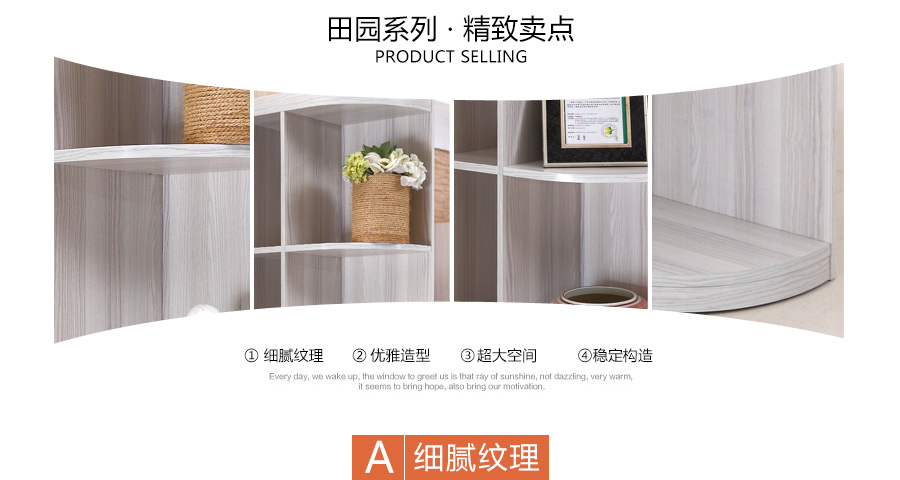 田园系列 · 精致卖点
PRODUCT SELLING
① 细腻纹理 ② 优雅造型 ③ 超大空间 ④稳定构造
Every day, we wake up, the window to greet us is that ray of sunshine, not dazzling, very warm,
it seems to bring hope, also bring our motivation.
A 细腻纹理